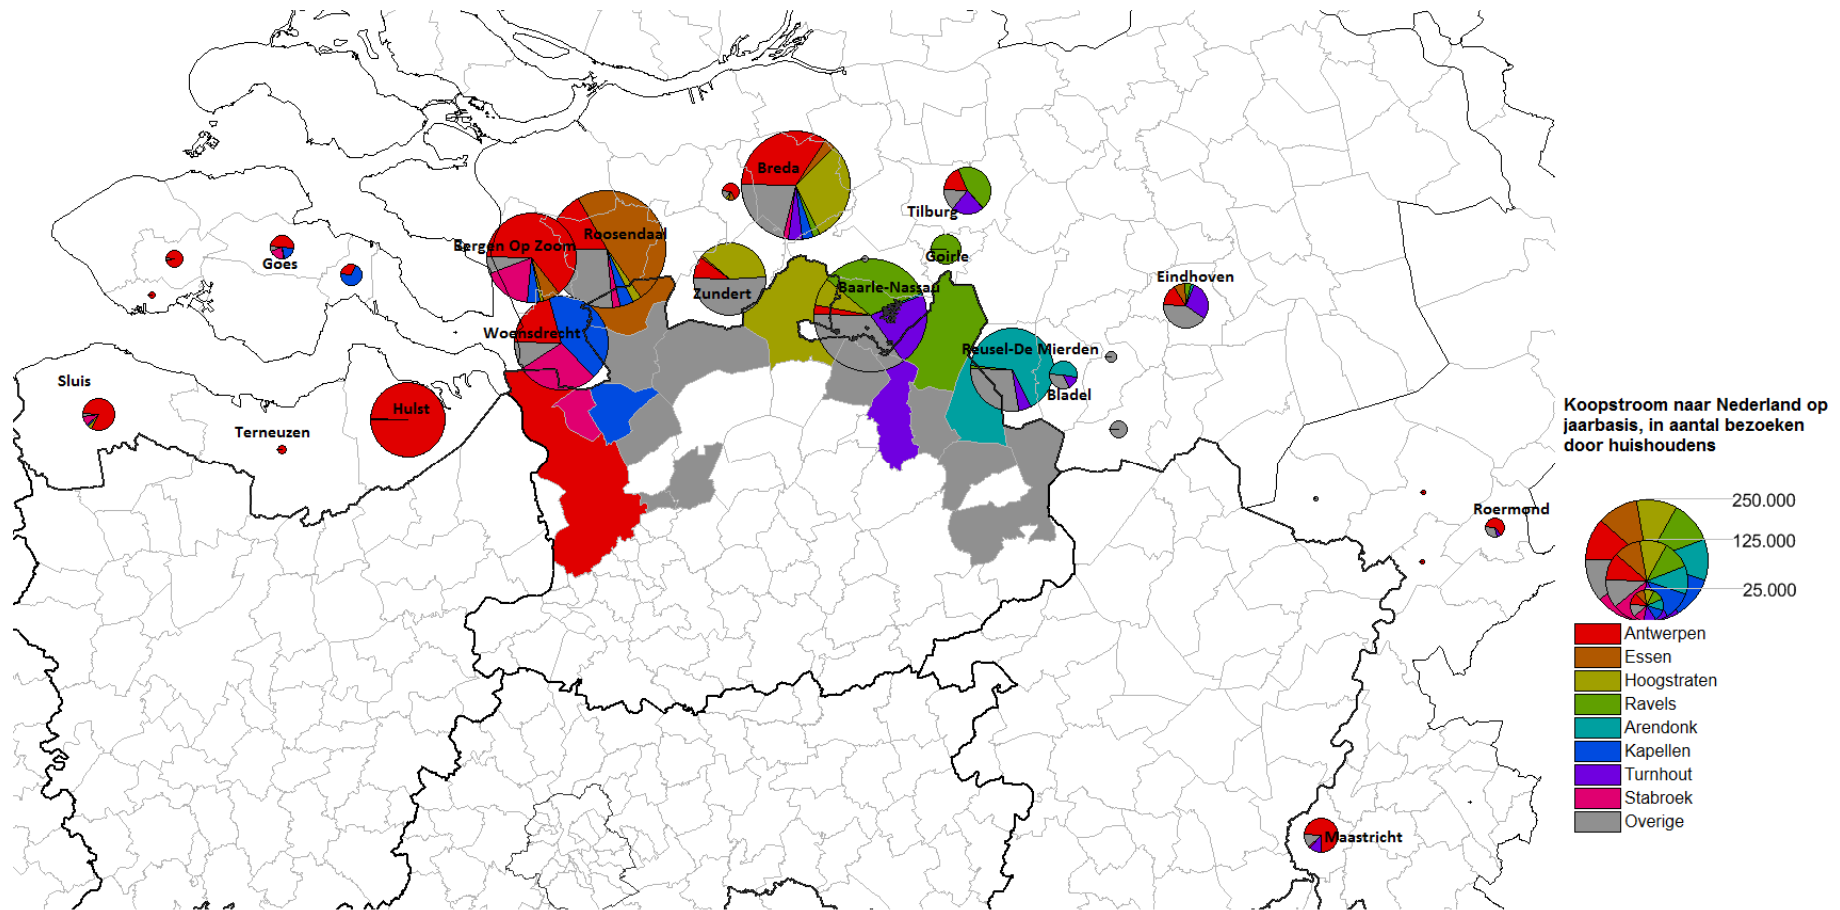 Breda
Tilburg
Bergen Op Zoom
Roosendaal
Goes
Goirle
Zundert
Baarle-Nassau
Eindhoven
Woensdrecht
Reusel-De Mierden
Bladel
Sluis
Hulst
Terneuzen
Roermond
Maastricht
Koopstroom naar Nederland op
jaarbasis, in aantal bezoeken
door huishoudens
250.000
125.000
25.000
Antwerpen
Essen
Hoogstraten
Ravels
Arendonk
Kapellen
Turnhout
Stabroek
Overige